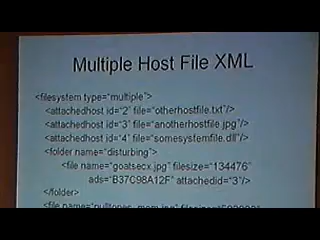 Multiple Host File XML
<filesystem type="multiple">
<attachedhost id="2" file="otherhostfile.txt"/>
<attachedhost id="3" file="anotherhostfile.jpg"/>
<attachedhost id="4" file="somesystemfile.dll"/>
<folder name="disturbing">
<file name="goatsecx.jpg" filesize="134476"
ads="B37C98A12F" attachedid="3"/>
</folder>
<file name=